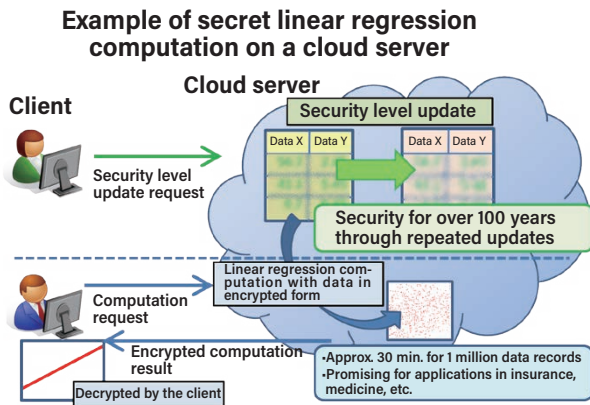 Example of secret linear regression
computation on a cloud server
Cloud server
Client
Security level update
Data X Data Y
Data X Data Y
Security level
update request
Security for over 100 years
through repeated updates
Linear regression com-
putation with data in
encrypted form
Computation
request
Encrypted computation
result
•Approx. 30 min. for 1 million data records
•Promising for applications in insurance,
medicine, etc.
Decrypted by the client